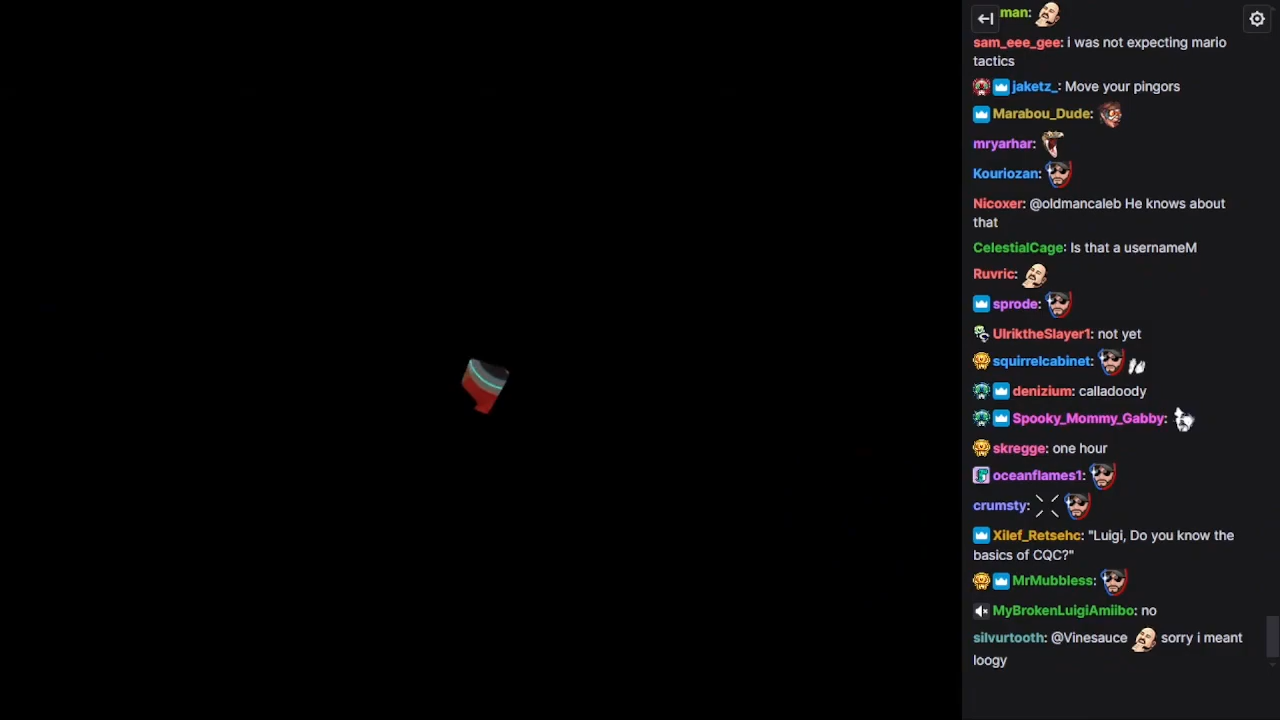 man:
sam_eee_gee: i was not expecting mario
tactics
jaketz_: Move your pingors
Marabou_Dude:
mryarhar:
Kouriozan:
Nicoxer: @oldmancaleb He knows about
that
CelestialCage: Is that a usernameM
Ruvric:
sprode:
UlriktheSlayer1: not yet
squirrelcabinet:
denizium: calladoody
Spooky_Mommy_Gabby:
skregge: one hour
oceanflames1:
crumsty:
Xilef_Retsehc: "Luigi, Do you know the
basics of CQC?"
MrMubbless:
MyBrokenLuigiAmiibo: no
silvurtooth: @Vinesauce sorry i meant
loogy